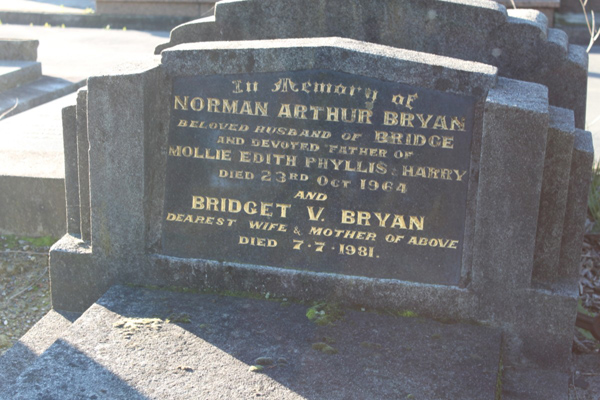 In Memory of
NORMAN ARTHUR BRYAN
BELOVED HUSBAND OF BRIDGE
AND DEVOTED FATHER OF
MOLLIE EDITH PHYLLIS. HARRY
DIED 23RD OCT 1964
AND
BRIDGET V. BRYAN
DEAREST WIFE & MOTHER OF ABOVE
DIED 7.7.1981.